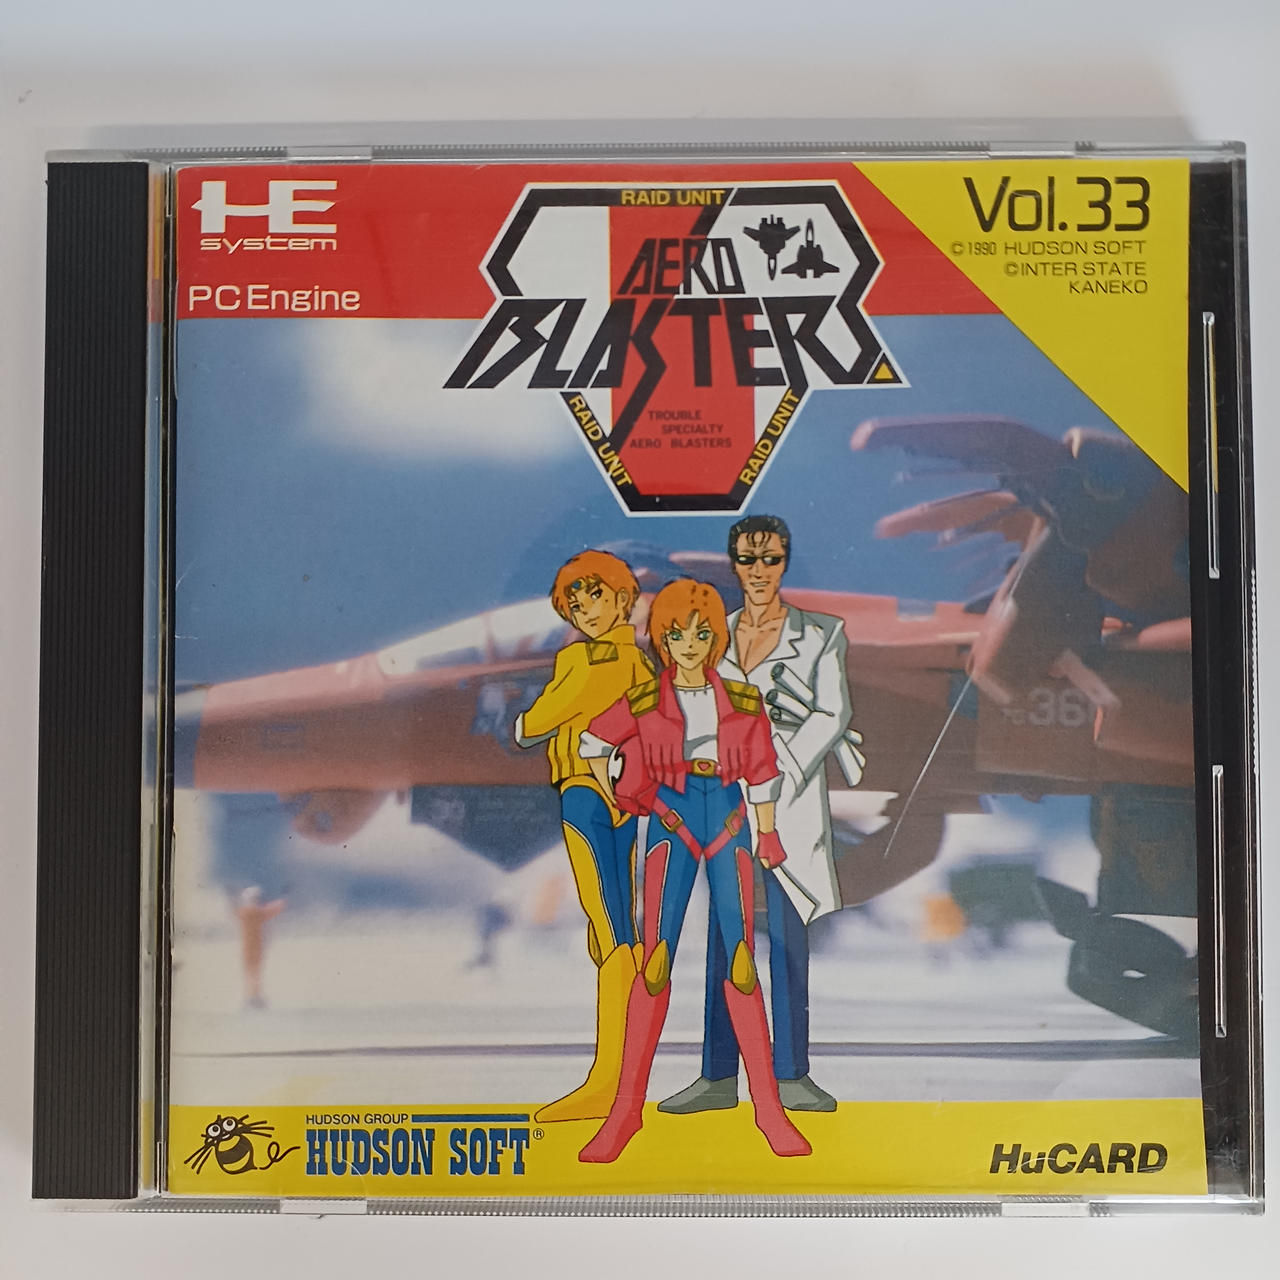 HE
system
PC Engine
RAID UNIT
AERO
BLASTERS
TROUBLE
SPECIALTY
AERO BLASTERS
RAID UNIT
RAID UNIT
Vol.33
©1990 HUDSON SOFT
©INTER STATE
KANEKO
36
HUDSON GROUP
HUDSON SOFT®
HuCARD